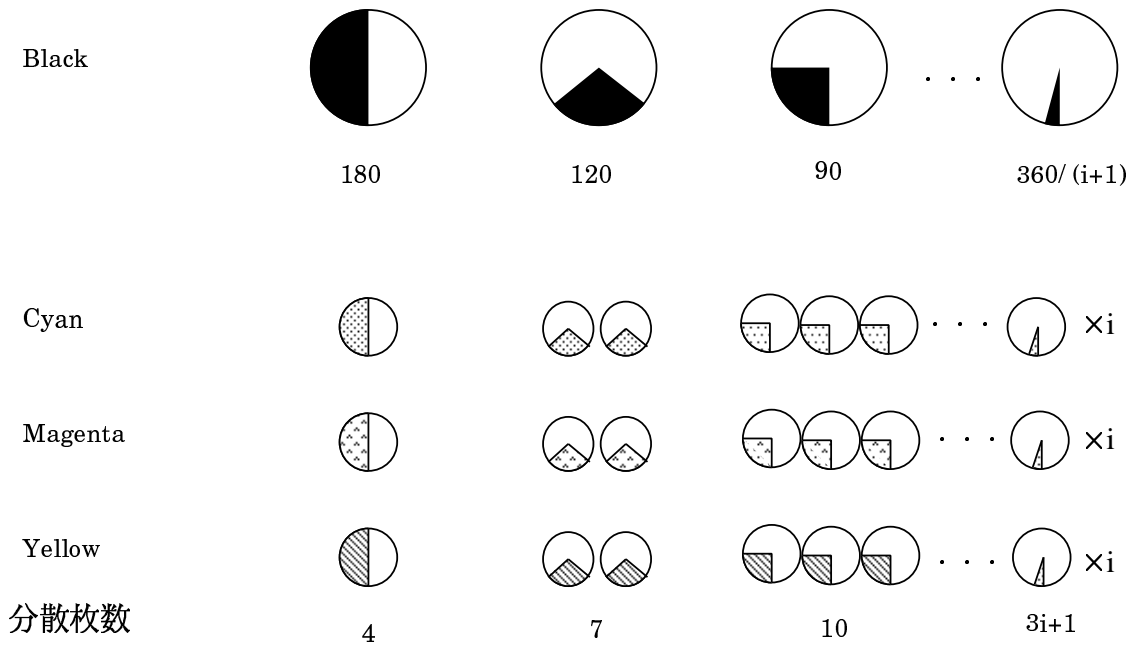 Black
· · ·
180 120 90 360/ (i+1)
Cyan · · · ×i
Magenta · · · ×i
Yellow · · · ×i
分散枚数 4 7 10 3i+1